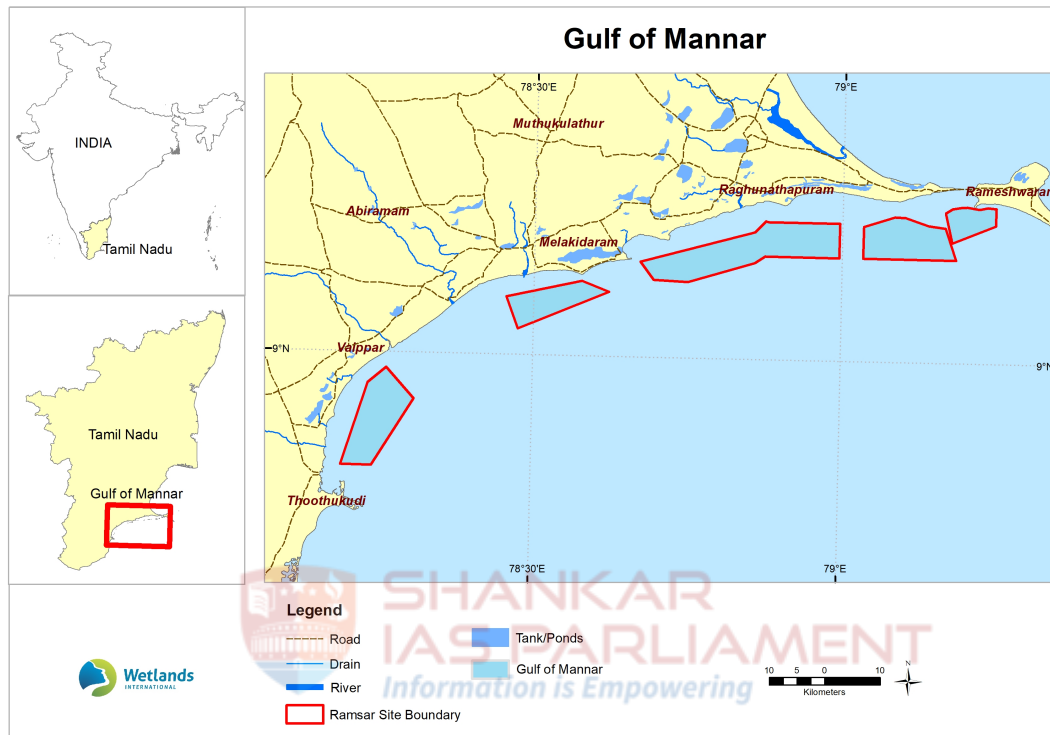 Gulf of Mannar
INDIA
Tamil Nadu
Tamil Nadu
Gulf of Mannar
78°30'E
79°E
Muthukulathur
Raghunathapuram
Rameshwaram
Abiramam
Melakidaram
9°N
Vaippar
9°N
Thoothukudi
78°30'E
79°E
SHANKAR
IAS PARLIAMENT
Information is Empowering
Legend
Road
Drain
River
Ramsar Site Boundary
Tank/Ponds
Gulf of Mannar
Wetlands
INTERNATIONAL
10 5 0 10
Kilometers
N